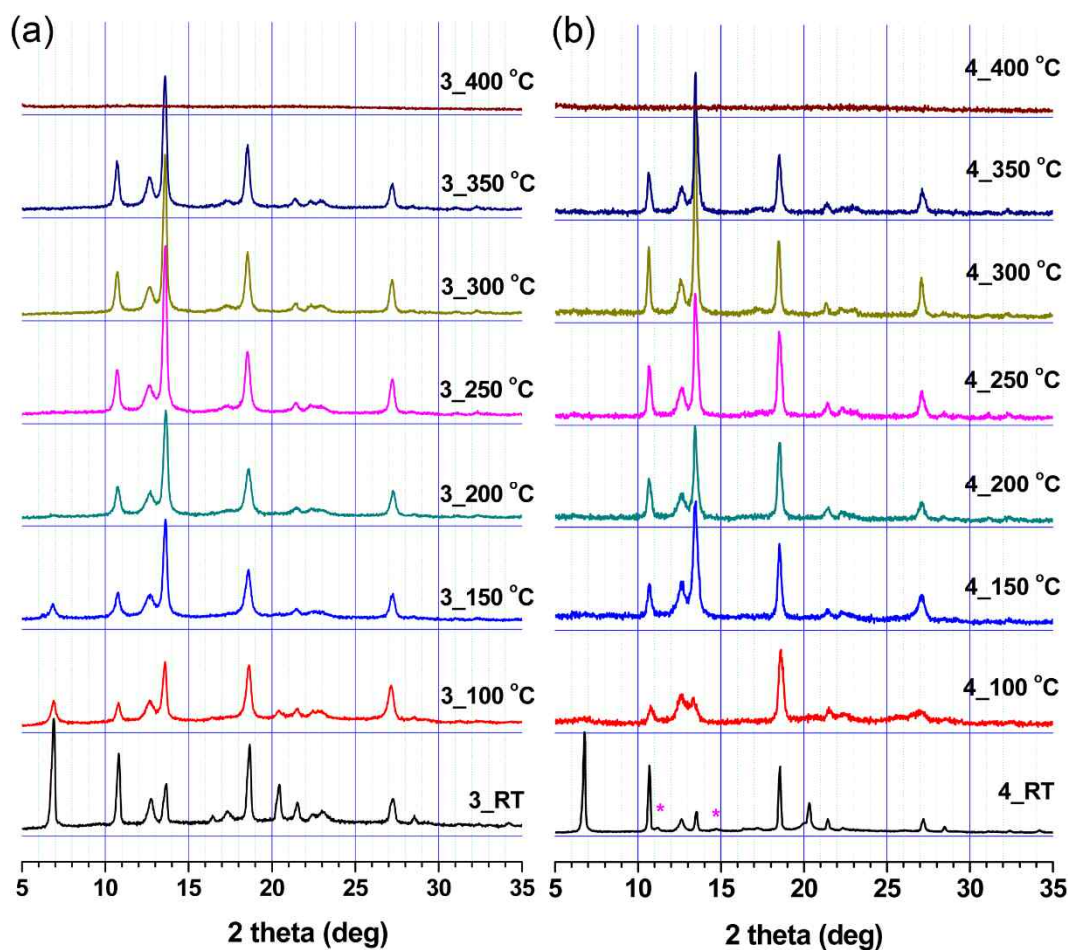 (a)
3_400 °C
3_350 °C
3_300 °C
3_250 °C
3_200 °C
3_150 °C
3_100 °C
3_RT
5 10 15 20 25 30 35
2 theta (deg)
(b)
4_400 °C
4_350 °C
4_300 °C
4_250 °C
4_200 °C
4_150 °C
4_100 °C
4_RT
* *
5 10 15 20 25 30 35
2 theta (deg)